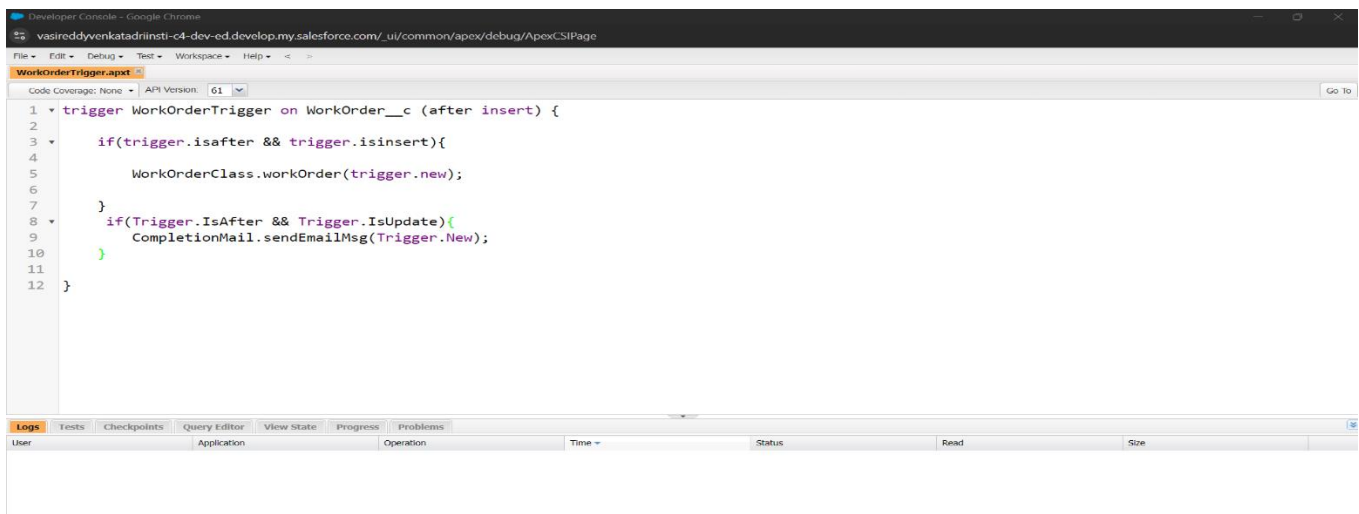 Developer Console - Google Chrome
vasireddyvenkatadriinsti-c4-dev-ed.develop.my.salesforce.com/_ui/common/apex/debug/ApexCSIPage
File Edit Debug Test Workspace Help < >
WorkOrderTrigger.apxt
Code Coverage: None API Version: 61 Go To
1 trigger WorkOrderTrigger on WorkOrder__c (after insert) {
2
3 if(trigger.isafter && trigger.isinsert){
4
5 WorkOrderClass.workOrder(trigger.new);
6
7 }
8 if(Trigger.IsAfter && Trigger.IsUpdate){
9 CompletionMail.sendEmailMsg(Trigger.New);
10 }
11
12 }
Logs Tests Checkpoints Query Editor View State Progress Problems
User Application Operation Time Status Read Size